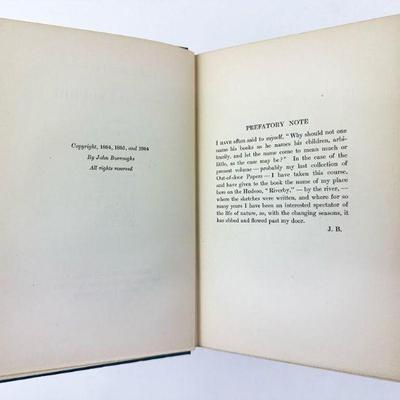 Copyright, 1894, 1895, and 1904
By John Burroughs
All rights reserved
PREFATORY NOTE
I HAVE often said to myself, "Why should not one
name his books as he names his children, arbi-
trarily, and let the name come to mean much or
little, as the case may be?" In the case of the
present volume — probably my last collection of
Out-of-door Papers — I have taken this course,
and have given to the book the name of my place
here on the Hudson, "Riverby," — by the river, —
where the sketches were written, and where for so
many years I have been an interested spectator of
the life of nature, as, with the changing seasons, it
has ebbed and flowed past my door.
J. B.